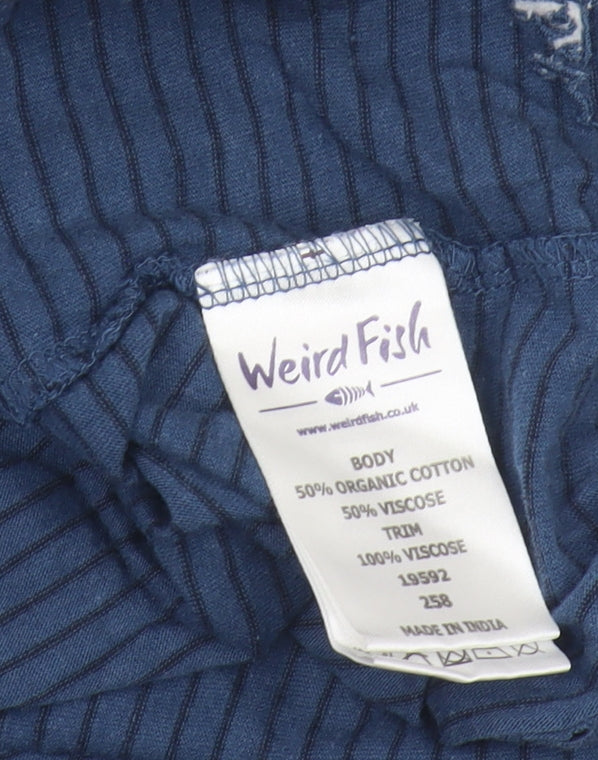 Weird Fish
www.weirdfish.co.uk
BODY
50% ORGANIC COTTON
50% VISCOSE
TRIM
100% VISCOSE
19592
258
MADE IN INDIA